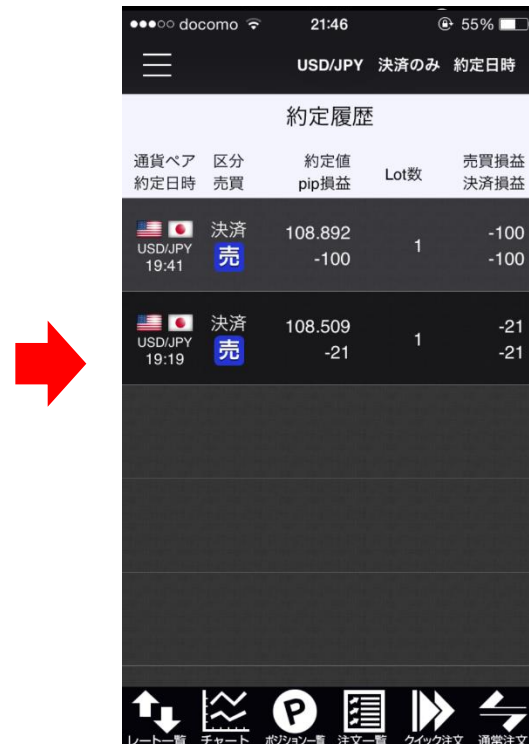 docomo 21:46 55%
USD/JPY 決済のみ 約定日時
約定履歴
通貨ペア 区分 約定値 Lot数 売買損益
約定日時 売買 pip損益 決済損益
決済 108.892 -100
USD/JPY 売 -100 1 -100
19:41
決済 108.509 -21
USD/JPY 売 -21 1 -21
19:19
P
レート一覧 チャート ポジション一覧 注文一覧 クイック注文 通常注文